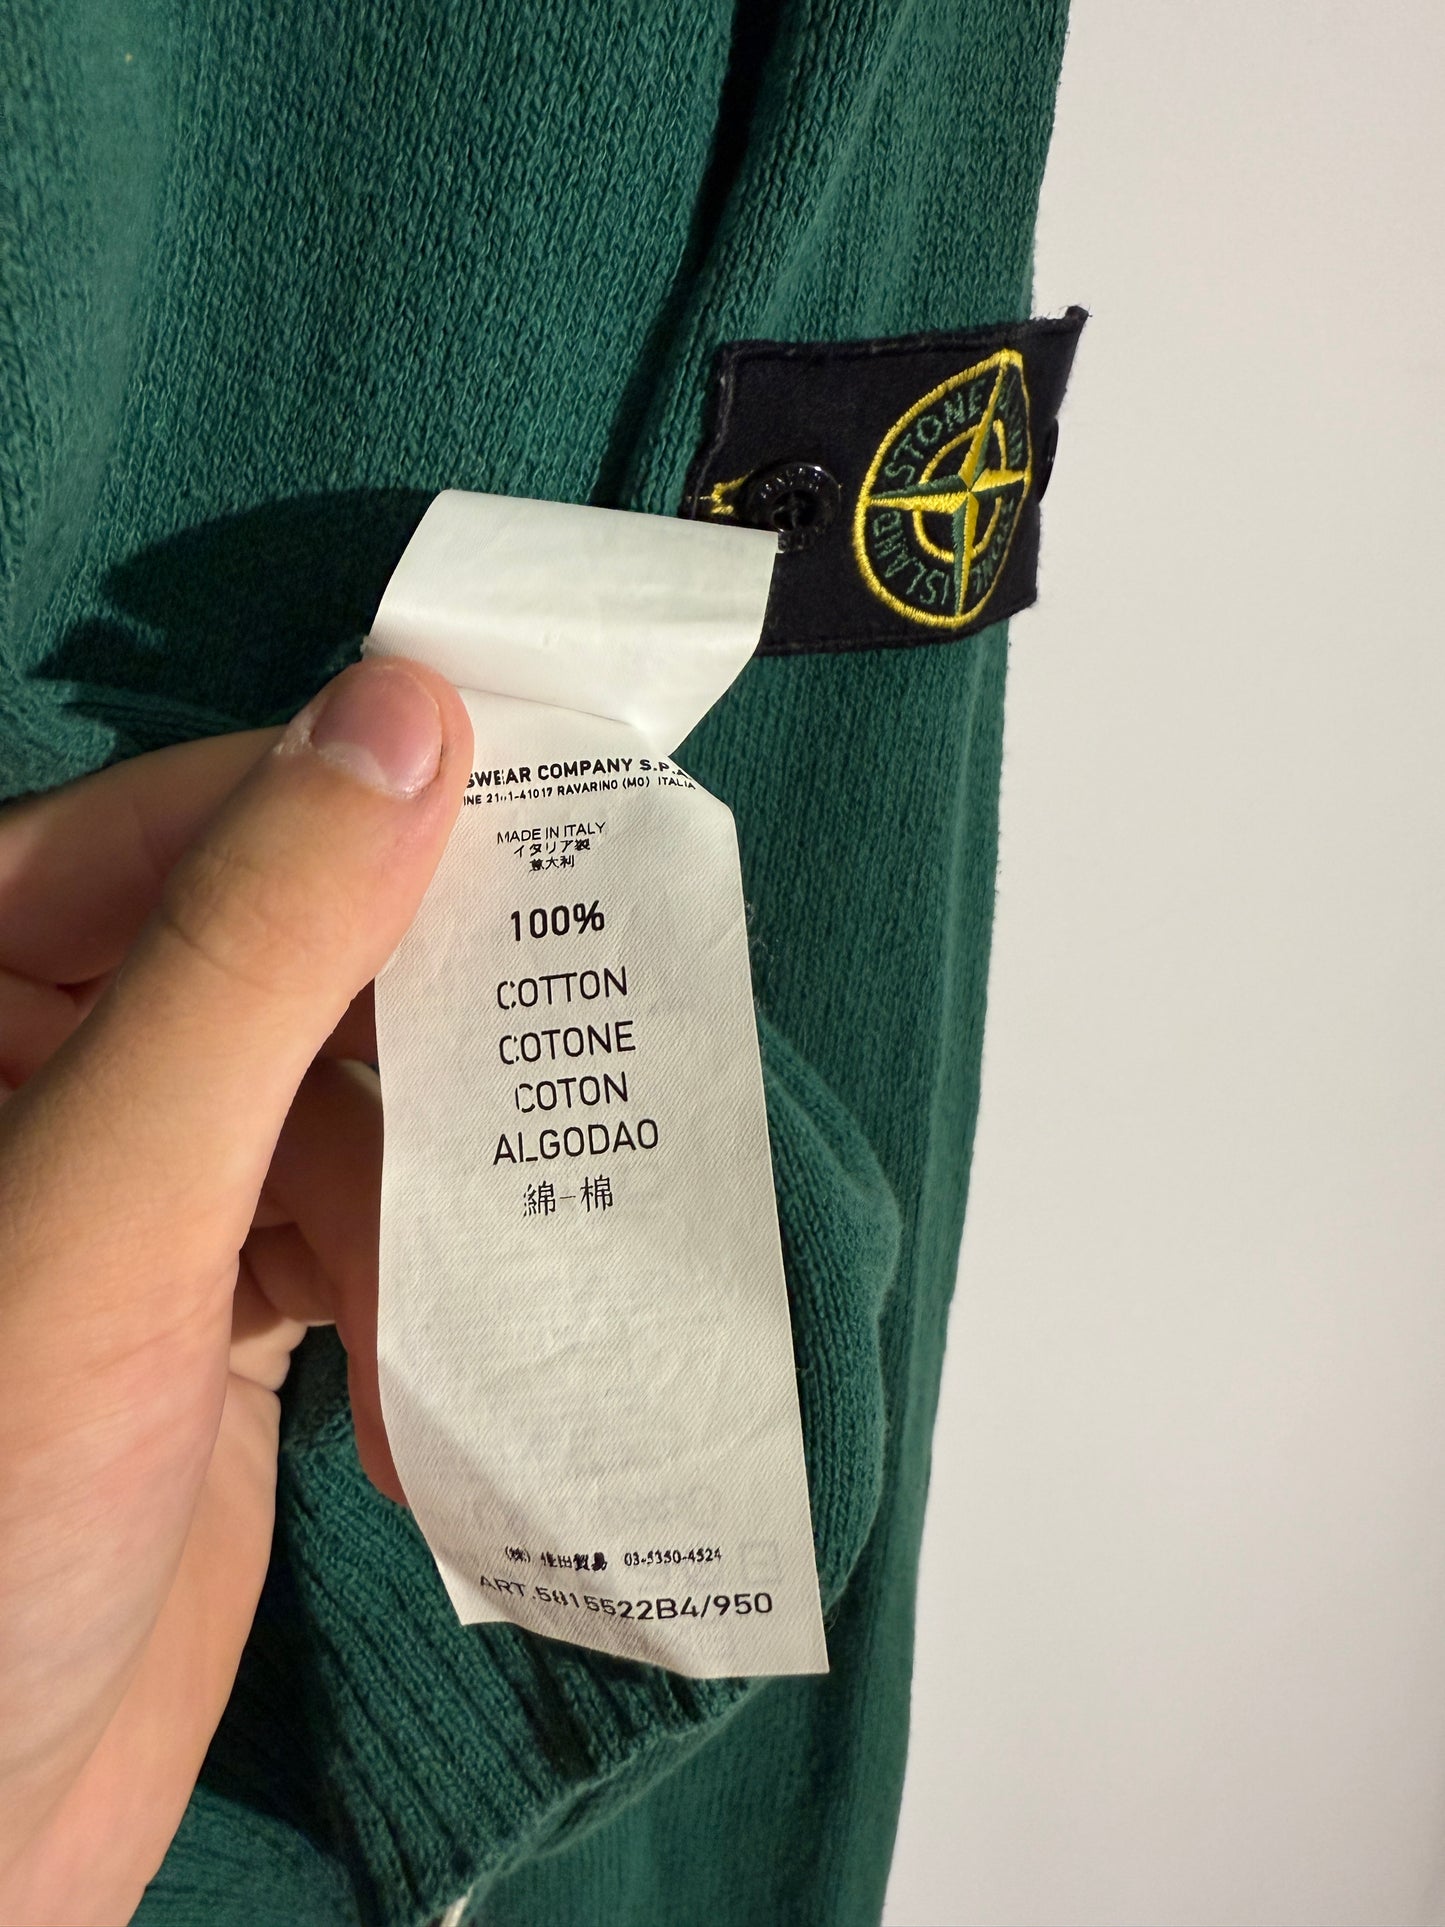 STONE ISLAND
STONE
SWEAR COMPANY S.P.A.
MADE IN ITALY
イタリア製
意大利
100%
COTTON
COTONE
COTON
ALGODAO
綿-棉
03-5350-4524
ART.5815522B4/950